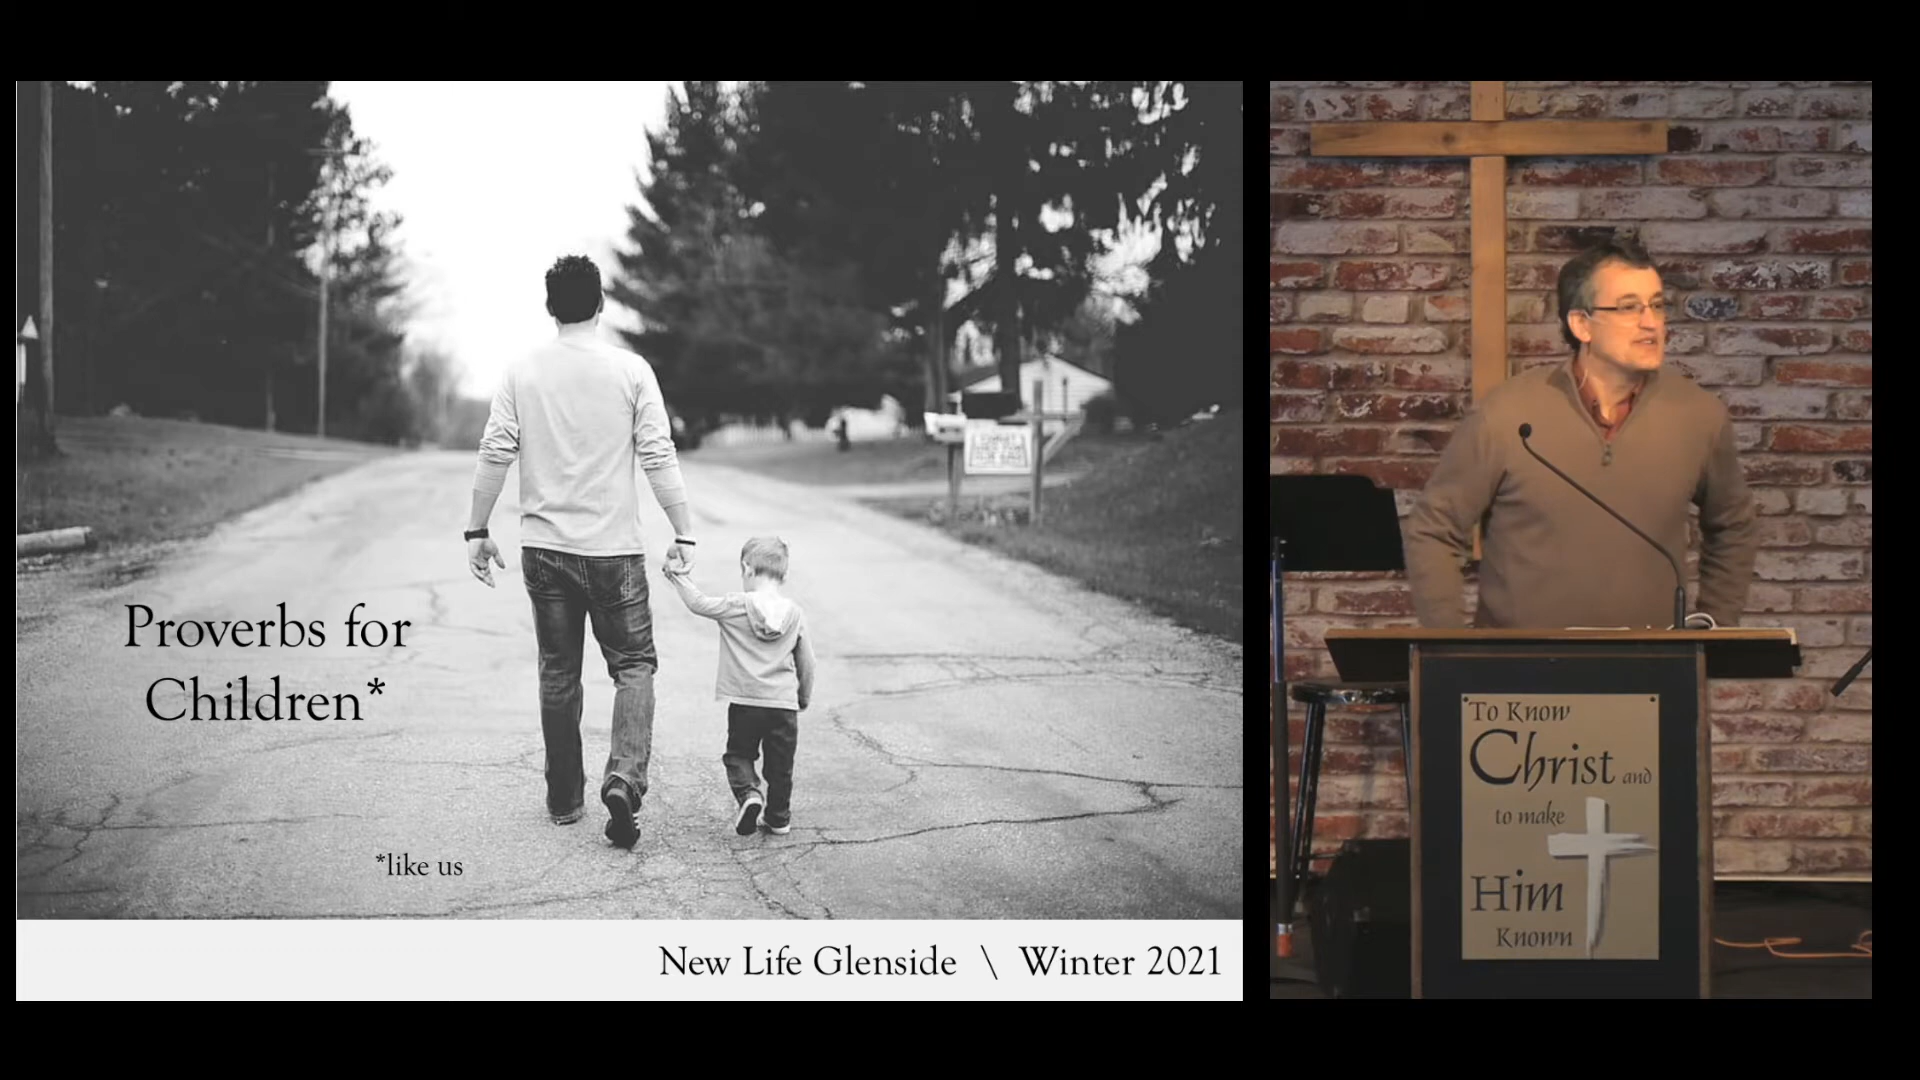 Proverbs for
Children*
*like us
New Life Glenside \ Winter 2021
To Know
Christ and
to make
Him
Known